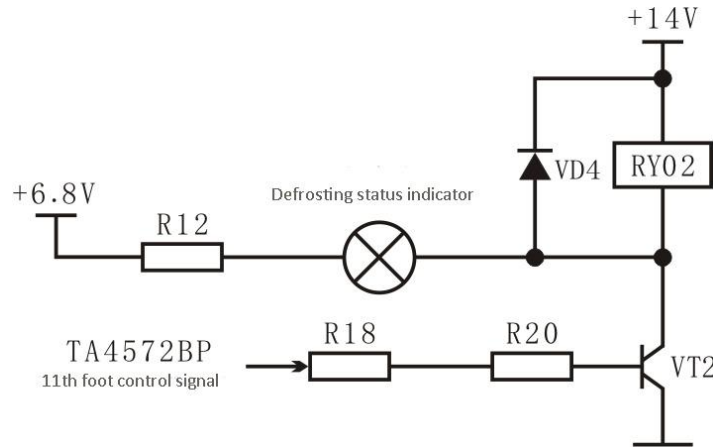 +14V
VD4
RY02
Defrosting status indicator
+6.8V
R12
R18
R20
TA4572BP
11th foot control signal
VT2